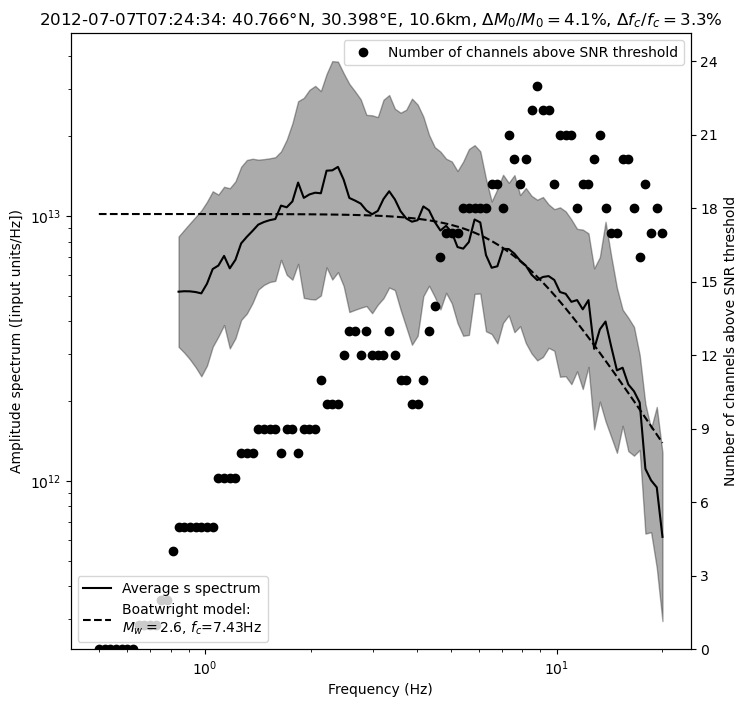 2012-07-07T07:24:34: 40.766°N, 30.398°E, 10.6km, ΔM₀/M₀ = 4.1%, Δf_c/f_c = 3.3%
Number of channels above SNR threshold
10¹³
10¹²
Amplitude spectrum ([input units/Hz])
24
21
18
15
12
9
6
3
0
Number of channels above SNR threshold
Average s spectrum
Boatwright model:
M_w = 2.6, f_c=7.43Hz
10⁰
10¹
Frequency (Hz)